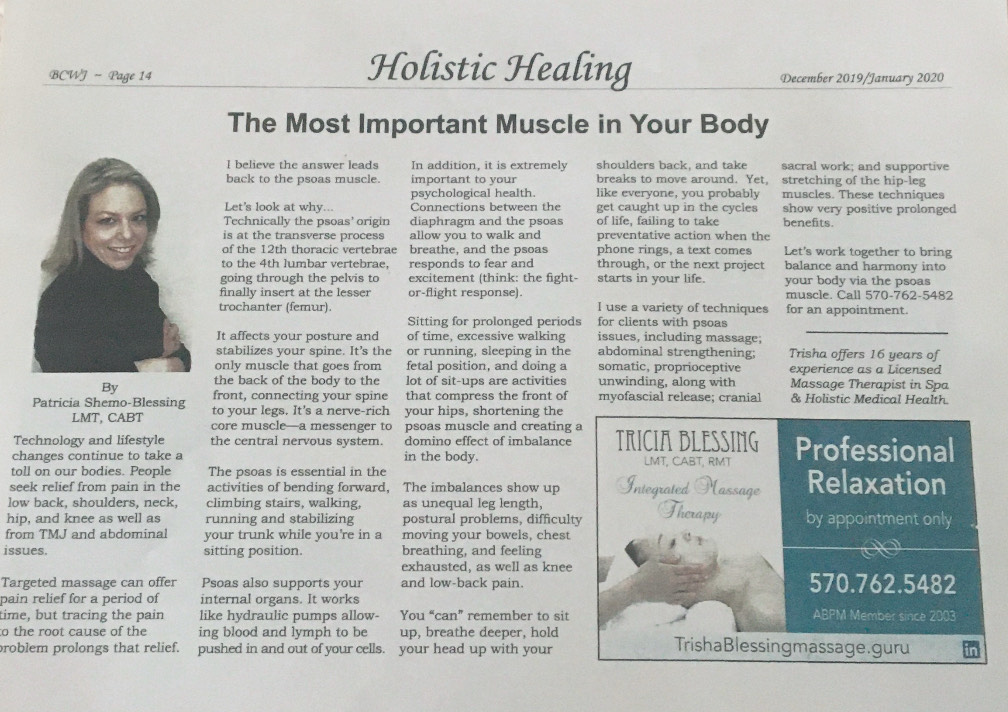 BCWJ ~ Page 14
Holistic Healing
December 2019/January 2020
The Most Important Muscle in Your Body
By
Patricia Shemo-Blessing
LMT, CABT
Technology and lifestyle
changes continue to take a
toll on our bodies. People
seek relief from pain in the
low back, shoulders, neck,
hip, and knee as well as
from TMJ and abdominal
issues.
Targeted massage can offer
pain relief for a period of
time, but tracing the pain
to the root cause of the
problem prolongs that relief.
I believe the answer leads
back to the psoas muscle.
Let's look at why...
Technically the psoas' origin
is at the transverse process
of the 12th thoracic vertebrae
to the 4th lumbar vertebrae,
going through the pelvis to
finally insert at the lesser
trochanter (femur).
It affects your posture and
stabilizes your spine. It's the
only muscle that goes from
the back of the body to the
front, connecting your spine
to your legs. It's a nerve-rich
core muscle—a messenger to
the central nervous system.
The psoas is essential in the
activities of bending forward,
climbing stairs, walking,
running and stabilizing
your trunk while you're in a
sitting position.
Psoas also supports your
internal organs. It works
like hydraulic pumps allow-
ing blood and lymph to be
pushed in and out of your cells.
In addition, it is extremely
important to your
psychological health.
Connections between the
diaphragm and the psoas
allow you to walk and
breathe, and the psoas
responds to fear and
excitement (think: the fight-
or-flight response).
Sitting for prolonged periods
of time, excessive walking
or running, sleeping in the
fetal position, and doing a
lot of sit-ups are activities
that compress the front of
your hips, shortening the
psoas muscle and creating a
domino effect of imbalance
in the body.
The imbalances show up
as unequal leg length,
postural problems, difficulty
moving your bowels, chest
breathing, and feeling
exhausted, as well as knee
and low-back pain.
You “can” remember to sit
up, breathe deeper, hold
your head up with your
shoulders back, and take
breaks to move around. Yet,
like everyone, you probably
get caught up in the cycles
of life, failing to take
preventative action when the
phone rings, a text comes
through, or the next project
starts in your life.
I use a variety of techniques
for clients with psoas
issues, including massage;
abdominal strengthening;
somatic, proprioceptive
unwinding, along with
myofascial release; cranial
sacral work; and supportive
stretching of the hip-leg
muscles. These techniques
show very positive prolonged
benefits.
Let's work together to bring
balance and harmony into
your body via the psoas
muscle. Call 570-762-5482
for an appointment.
Trisha offers 16 years of
experience as a Licensed
Massage Therapist in Spa
& Holistic Medical Health.
TRICIA BLESSING
LMT, CABT, RMT
Integrated Massage
Therapy
Professional
Relaxation
by appointment only
570.762.5482
ABPM Member since 2003
TrishaBlessingmassage.guru
in